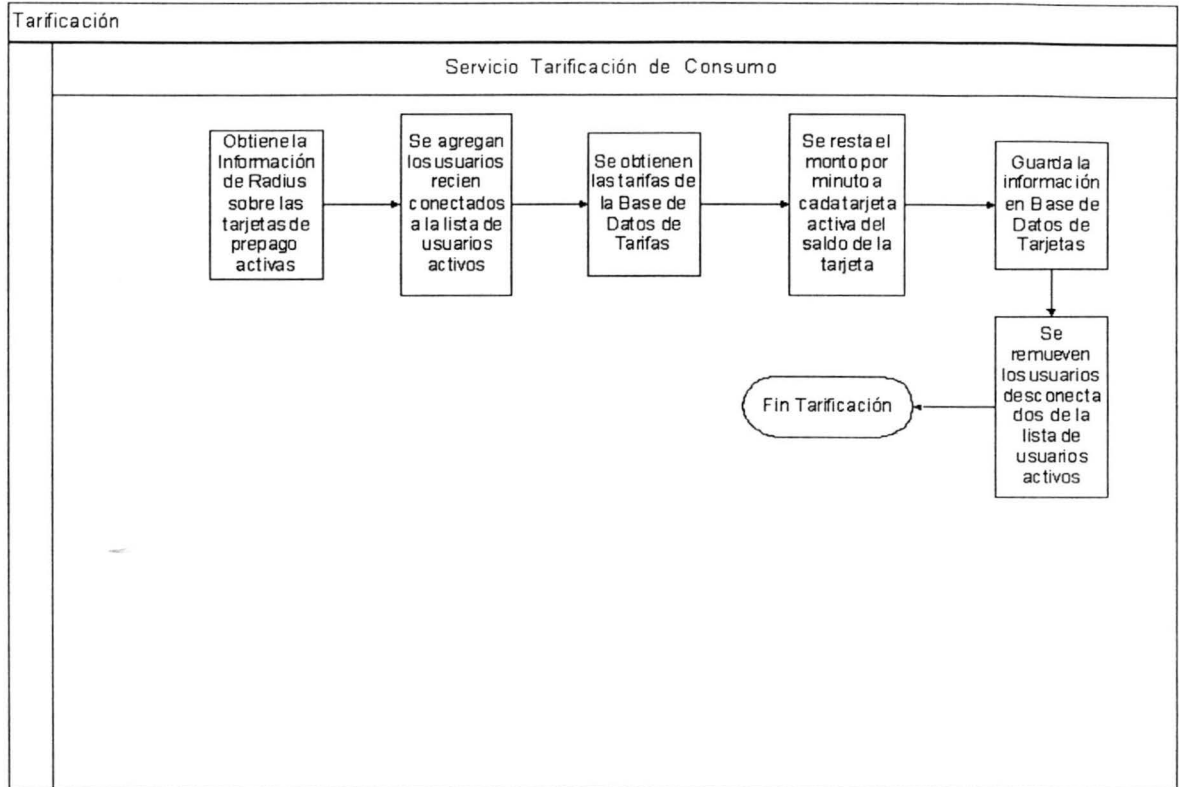 Tarificación
Servicio Tarificación de Consumo
Obtiene la
Información
de Radius
sobre las
tarjetas de
prepago
activas
Se agregan
los usuarios
recien
conectados
a la lista de
usuarios
activos
Se obtienen
las tarifas de
la Base de
Datos de
Tarifas
Se resta el
monto por
minuto a
cada tarjeta
activa del
saldo de la
tarjeta
Guarda la
información
en Base de
Datos de
Tarjetas
Se
remueven
los usuarios
desconecta
dos de la
lista de
usuarios
activos
Fin Tarificación